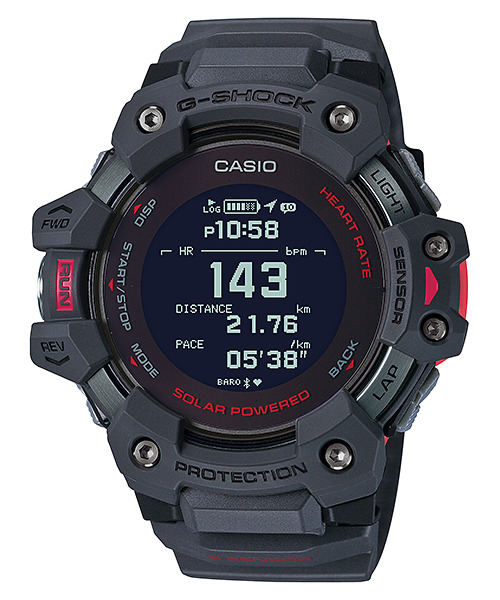 G-SHOCK
CASIO
LOG 10
P10:58
HR bpm
143
DISTANCE km
21.76
PACE /km
05'38"
BARO
DISP
FWD
RUN
START/STOP
REV
MODE
HEART RATE
LIGHT
SENSOR
LAP
BACK
SOLAR POWERED
PROTECTION